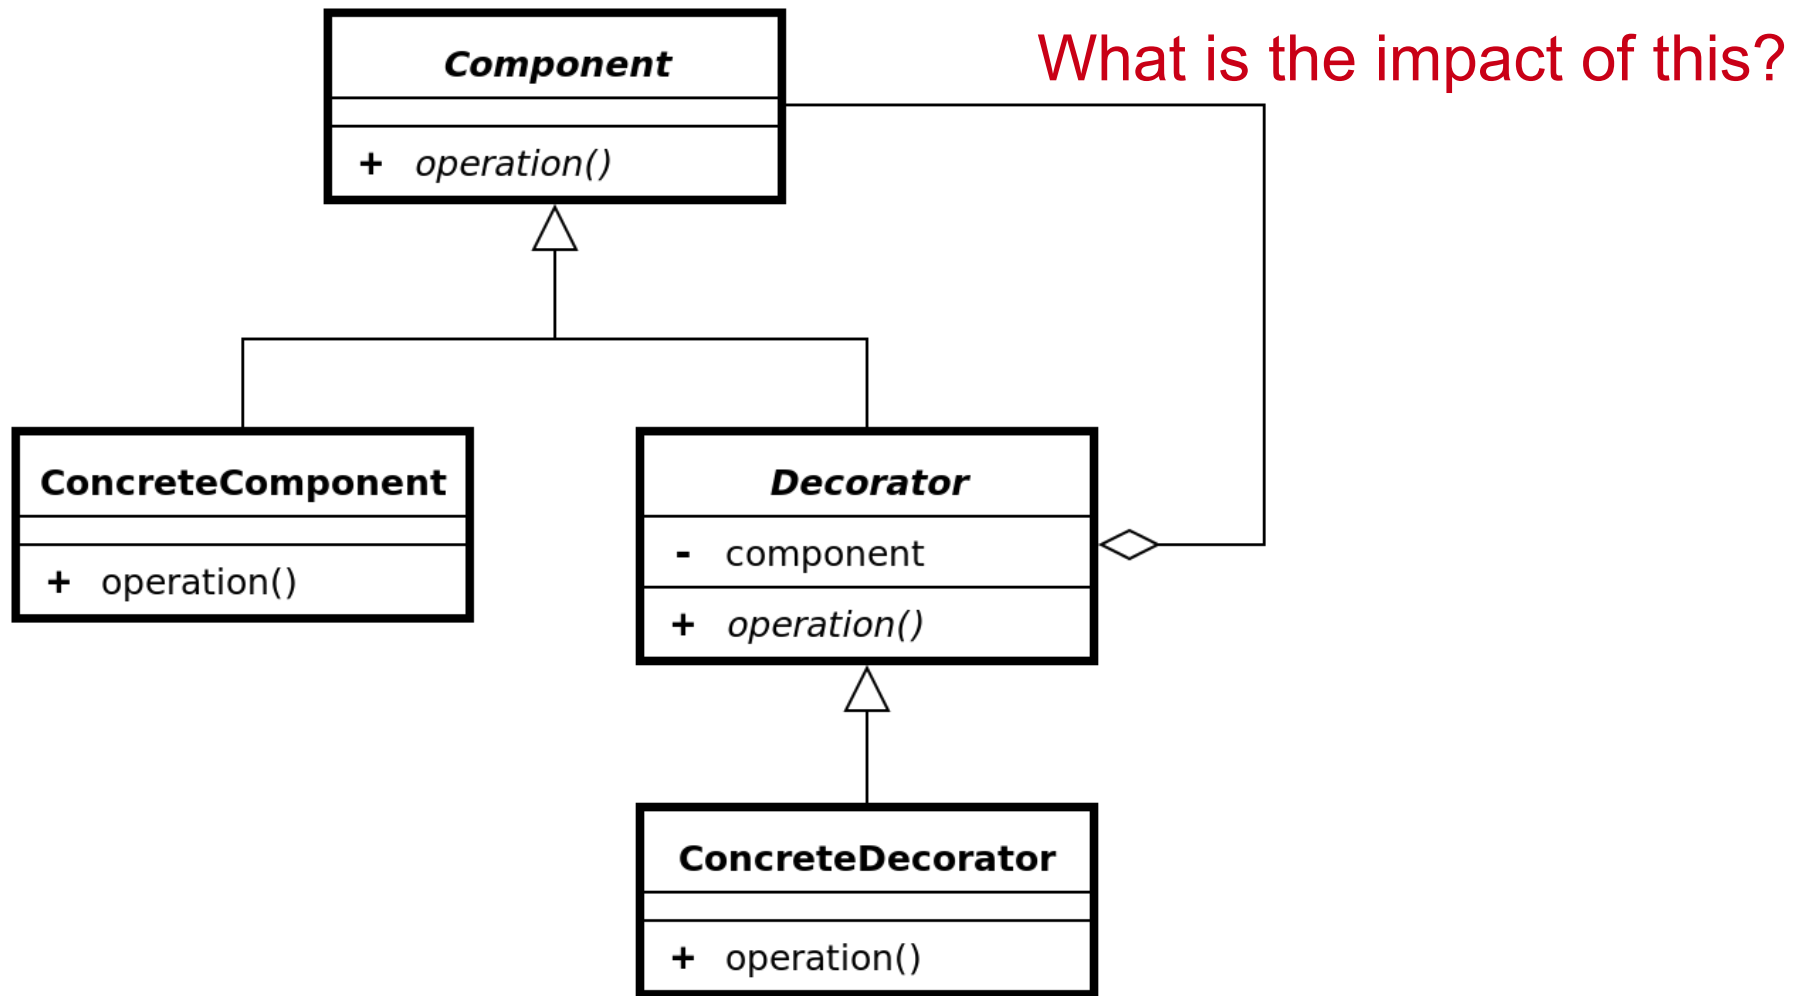 What is the impact of this?
Component
+ operation()
ConcreteComponent
+ operation()
Decorator
- component
+ operation()
ConcreteDecorator
+ operation()